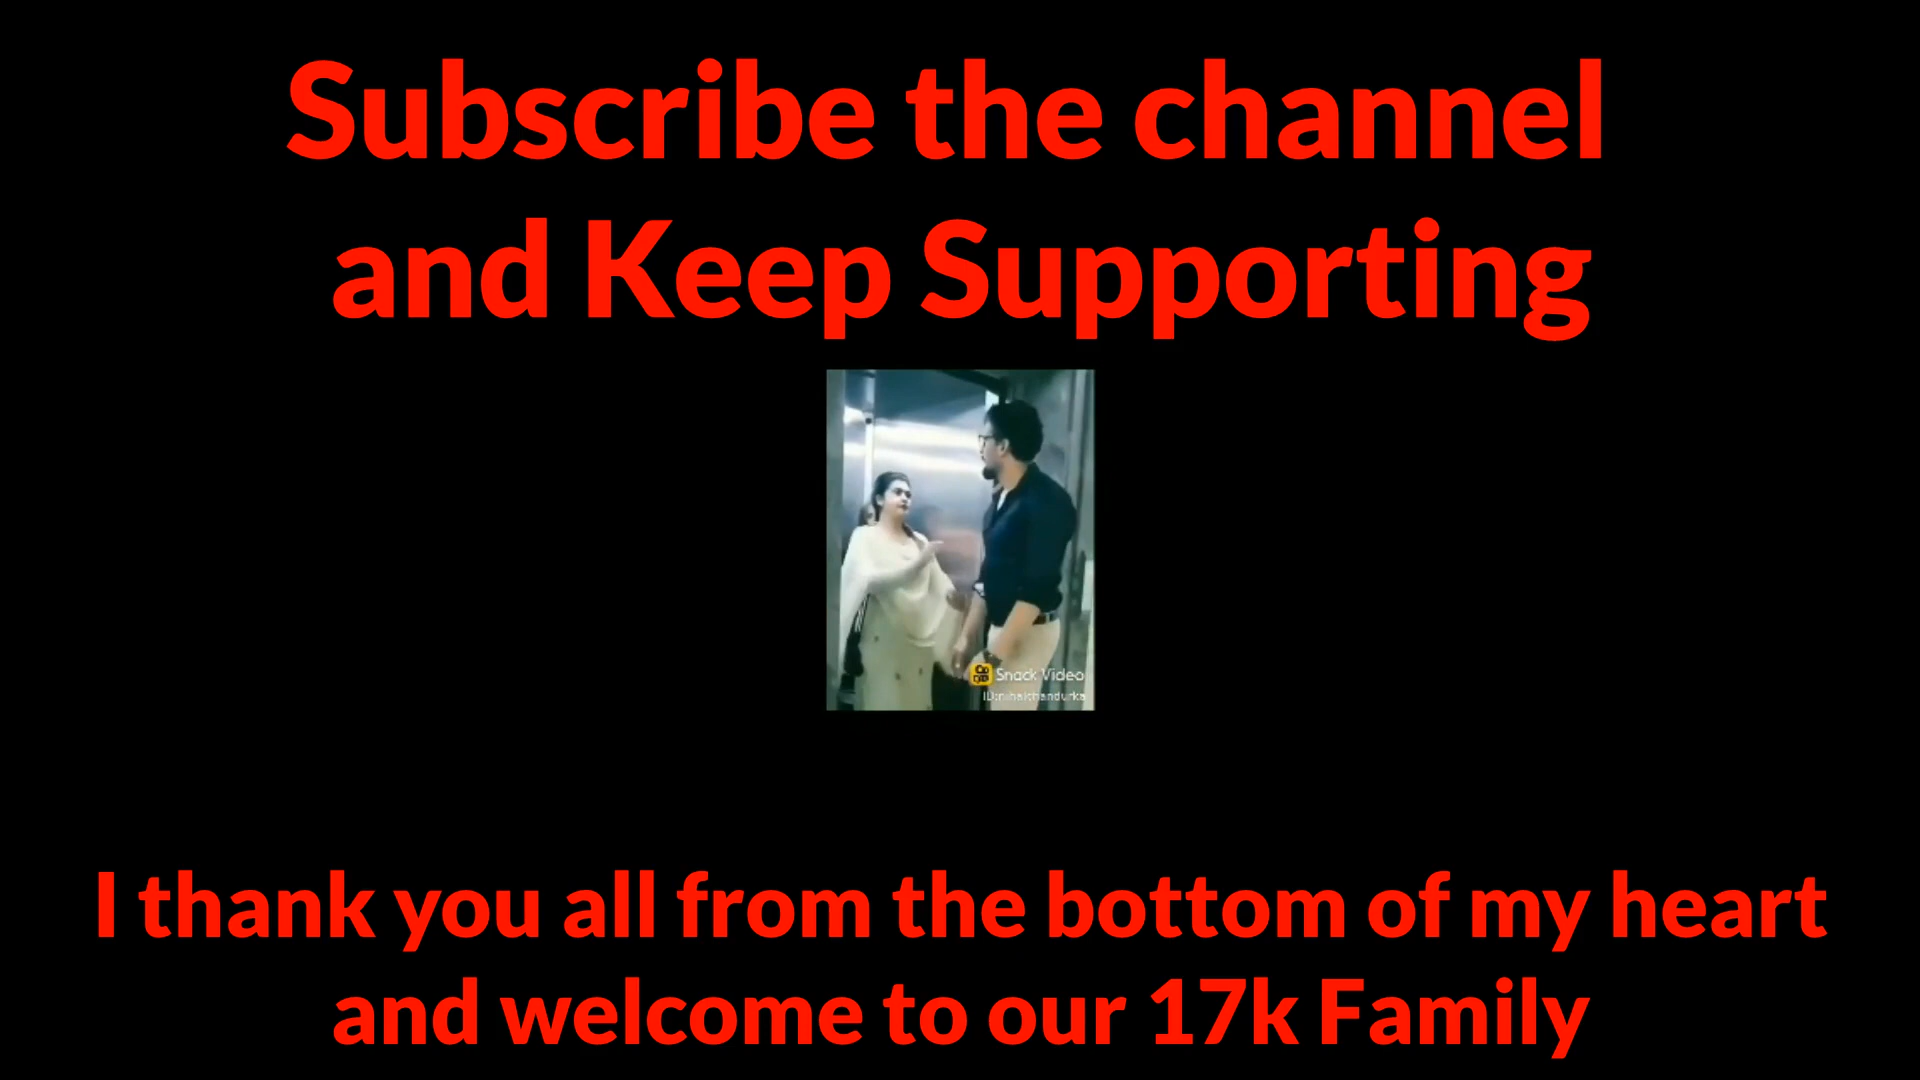 Subscribe the channel
and Keep Supporting
Snack Video
I thank you all from the bottom of my heart
and welcome to our 17k Family